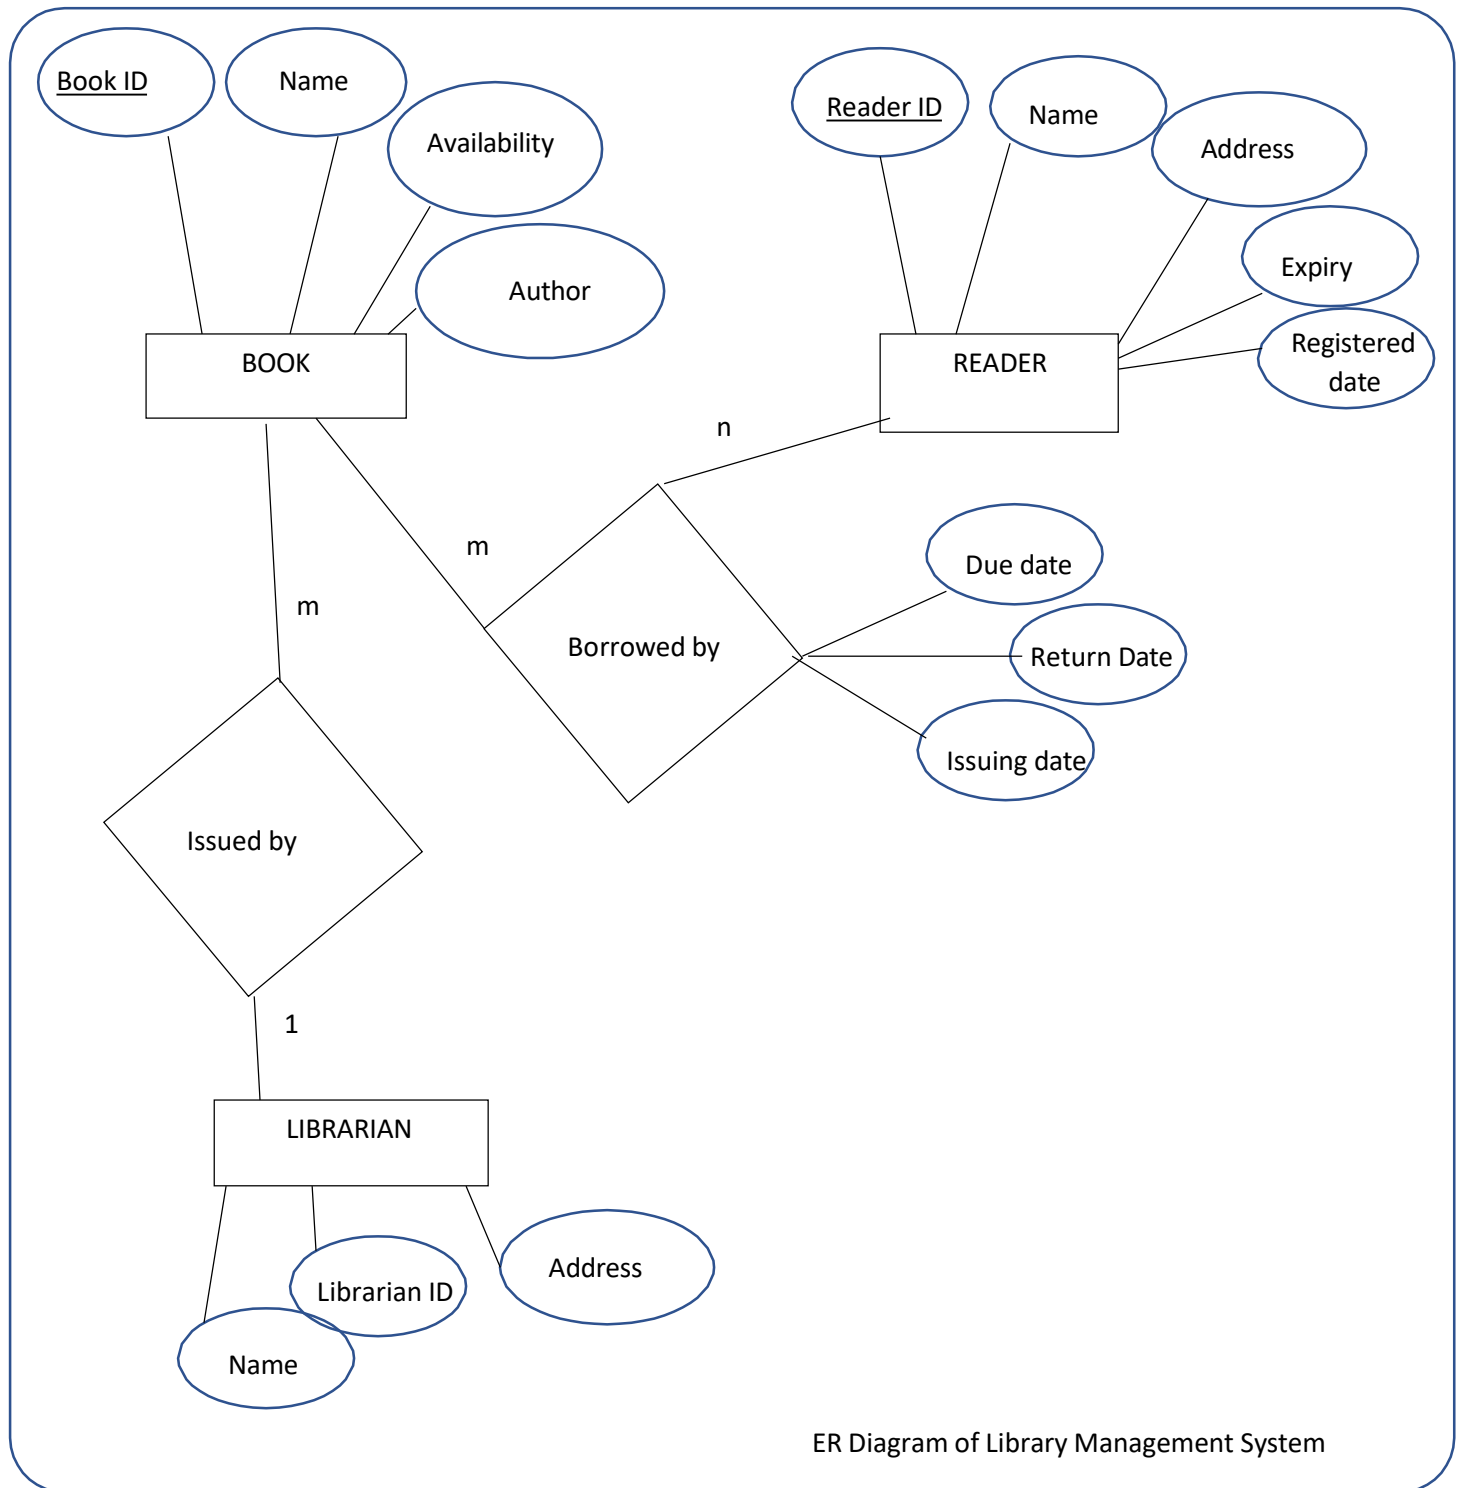 Book ID
Name
Availability
Author
BOOK
Reader ID
Name
Address
Expiry
Registered
date
READER
n
m
m
Borrowed by
Due date
Return Date
Issuing date
Issued by
1
LIBRARIAN
Name
Librarian ID
Address
ER Diagram of Library Management System